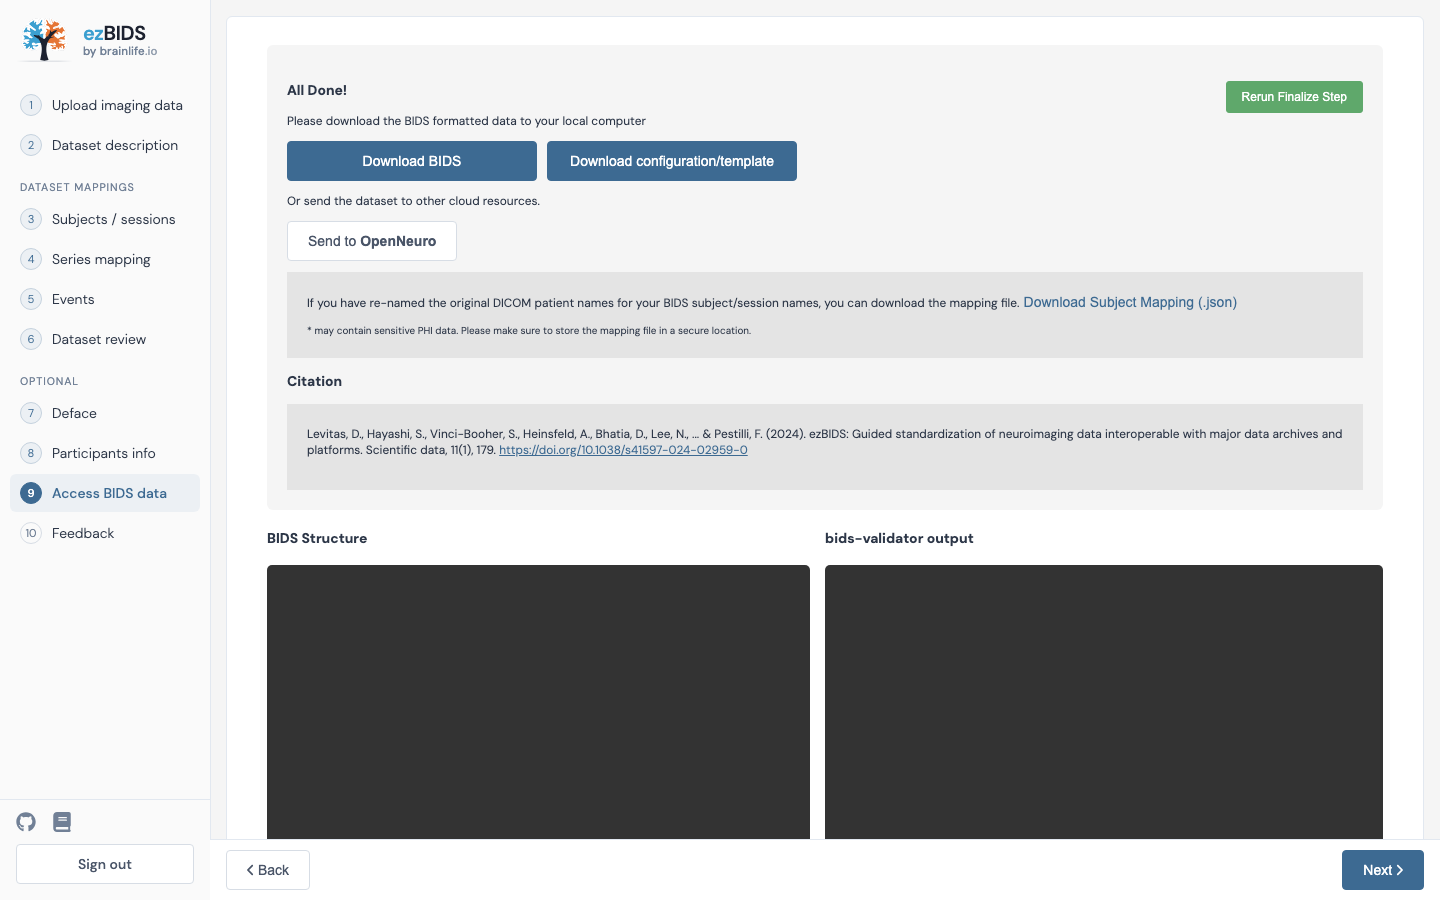 ezBIDS
by brainlife.io
1 Upload imaging data
2 Dataset description
DATASET MAPPINGS
3 Subjects / sessions
4 Series mapping
5 Events
6 Dataset review
OPTIONAL
7 Deface
8 Participants info
9 Access BIDS data
10 Feedback
Sign out
All Done!
Rerun Finalize Step
Please download the BIDS formatted data to your local computer
Download BIDS
Download configuration/template
Or send the dataset to other cloud resources.
Send to OpenNeuro
If you have re-named the original DICOM patient names for your BIDS subject/session names, you can download the mapping file. Download Subject Mapping (.json)
* may contain sensitive PHI data. Please make sure to store the mapping file in a secure location.
Citation
Levitas, D., Hayashi, S., Vinci-Booher, S., Heinsfeld, A., Bhatia, D., Lee, N., ... & Pestilli, F. (2024). ezBIDS: Guided standardization of neuroimaging data interoperable with major data archives and
platforms. Scientific data, 11(1), 179. https://doi.org/10.1038/s41597-024-02959-0
BIDS Structure
bids-validator output
Back
Next